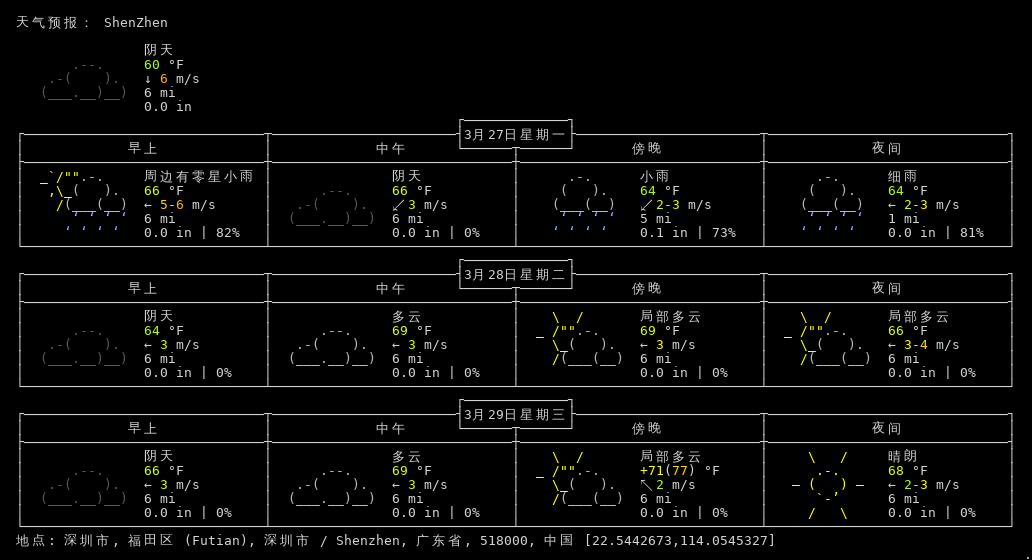 天气预报： ShenZhen
阴天
60 °F
↓ 6 m/s
6 mi
0.0 in
3月27日星期一
早上 中午 傍晚 夜间
周边有零星小雨 阴天 小雨 细雨
66 °F 66 °F 64 °F 64 °F
← 5-6 m/s ↙ 3 m/s ↙ 2-3 m/s ← 2-3 m/s
6 mi 6 mi 5 mi 1 mi
0.0 in | 82% 0.0 in | 0% 0.1 in | 73% 0.0 in | 81%
3月28日星期二
早上 中午 傍晚 夜间
阴天 多云 局部多云 局部多云
64 °F 69 °F 69 °F 66 °F
← 3 m/s ← 3 m/s ← 3 m/s ← 3-4 m/s
6 mi 6 mi 6 mi 6 mi
0.0 in | 0% 0.0 in | 0% 0.0 in | 0% 0.0 in | 0%
3月29日星期三
早上 中午 傍晚 夜间
阴天 多云 局部多云 晴朗
66 °F 69 °F +71(77) °F 68 °F
← 3 m/s ← 3 m/s ↖ 2 m/s ← 2-3 m/s
6 mi 6 mi 6 mi 6 mi
0.0 in | 0% 0.0 in | 0% 0.0 in | 0% 0.0 in | 0%
地点: 深圳市, 福田区 (Futian), 深圳市 / Shenzhen, 广东省, 518000, 中国 [22.5442673,114.0545327]